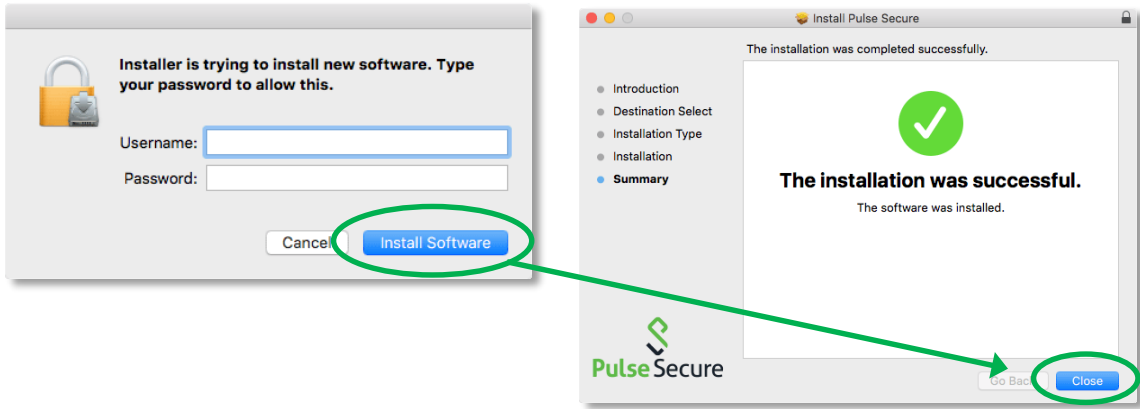 Installer is trying to install new software. Type
your password to allow this.
Username:
Password:
Cancel
Install Software
Install Pulse Secure
The installation was completed successfully.
Introduction
Destination Select
Installation Type
Installation
Summary
The installation was successful.
The software was installed.
Pulse Secure
Go Back
Close